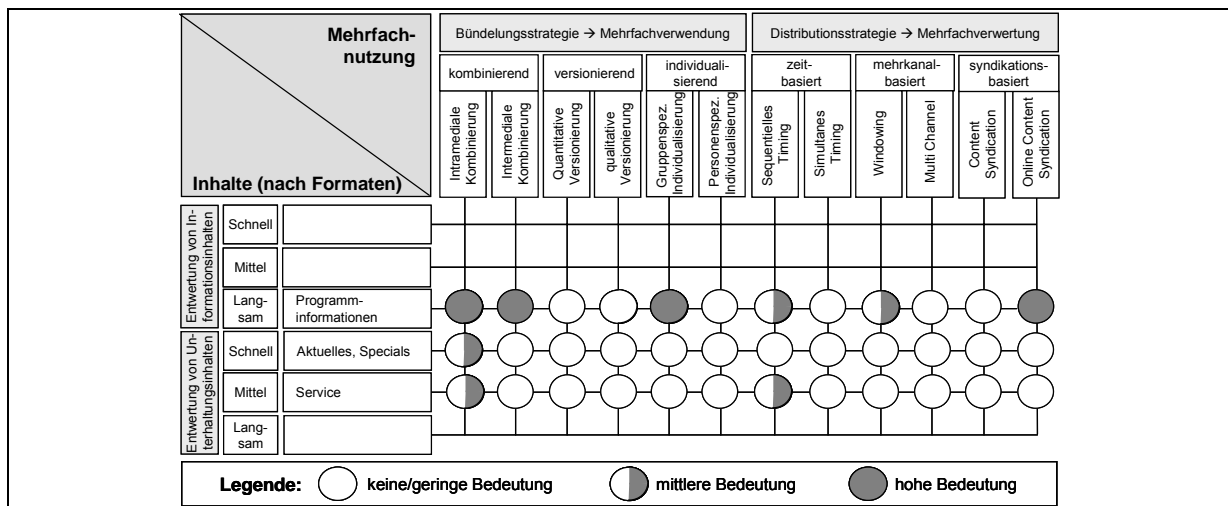 Mehrfach-
nutzung
Inhalte (nach Formaten)
Bündelungsstrategie → Mehrfachverwendung
Distributionsstrategie → Mehrfachverwertung
kombinierend
versionierend
individuali-
sierend
zeit-
basiert
mehrkanal-
basiert
syndikations-
basiert
Intramediale
Kombinierung
Intermediale
Kombinierung
Quantitative
Versionierung
qualitative
Versionierung
Gruppenspez.
Individualisierung
Personenspez.
Individualisierung
Sequentielles
Timing
Simultanes
Timing
Windowing
Multi Channel
Content
Syndication
Online Content
Syndication
Entwertung von In-
formationsinhalten
Schnell
Mittel
Lang-
sam
Programm-
informationen
Entwertung von Un-
terhaltungsinhalten
Schnell
Aktuelles, Specials
Mittel
Service
Lang-
sam
Legende:
keine/geringe Bedeutung
mittlere Bedeutung
hohe Bedeutung